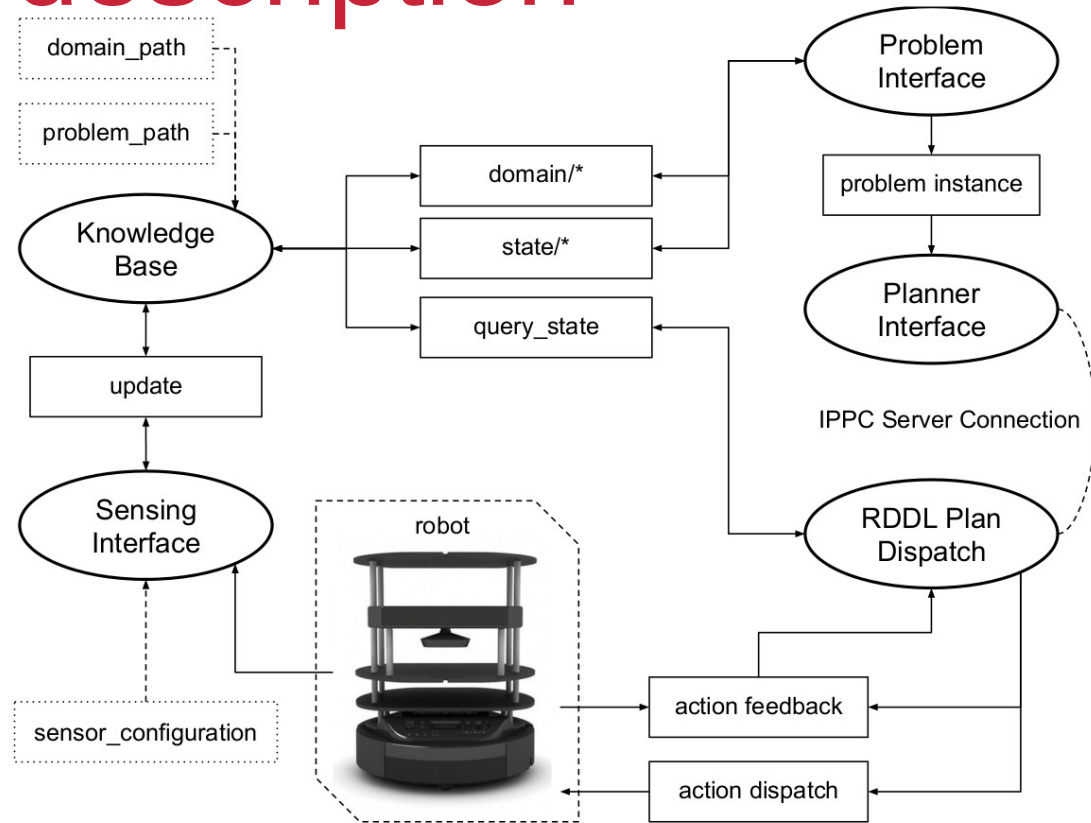 description
domain_path
problem_path
Knowledge
Base
update
Sensing
Interface
sensor_configuration
domain/*
state/*
query_state
robot
Problem
Interface
problem instance
Planner
Interface
IPPC Server Connection
RDDL Plan
Dispatch
action feedback
action dispatch